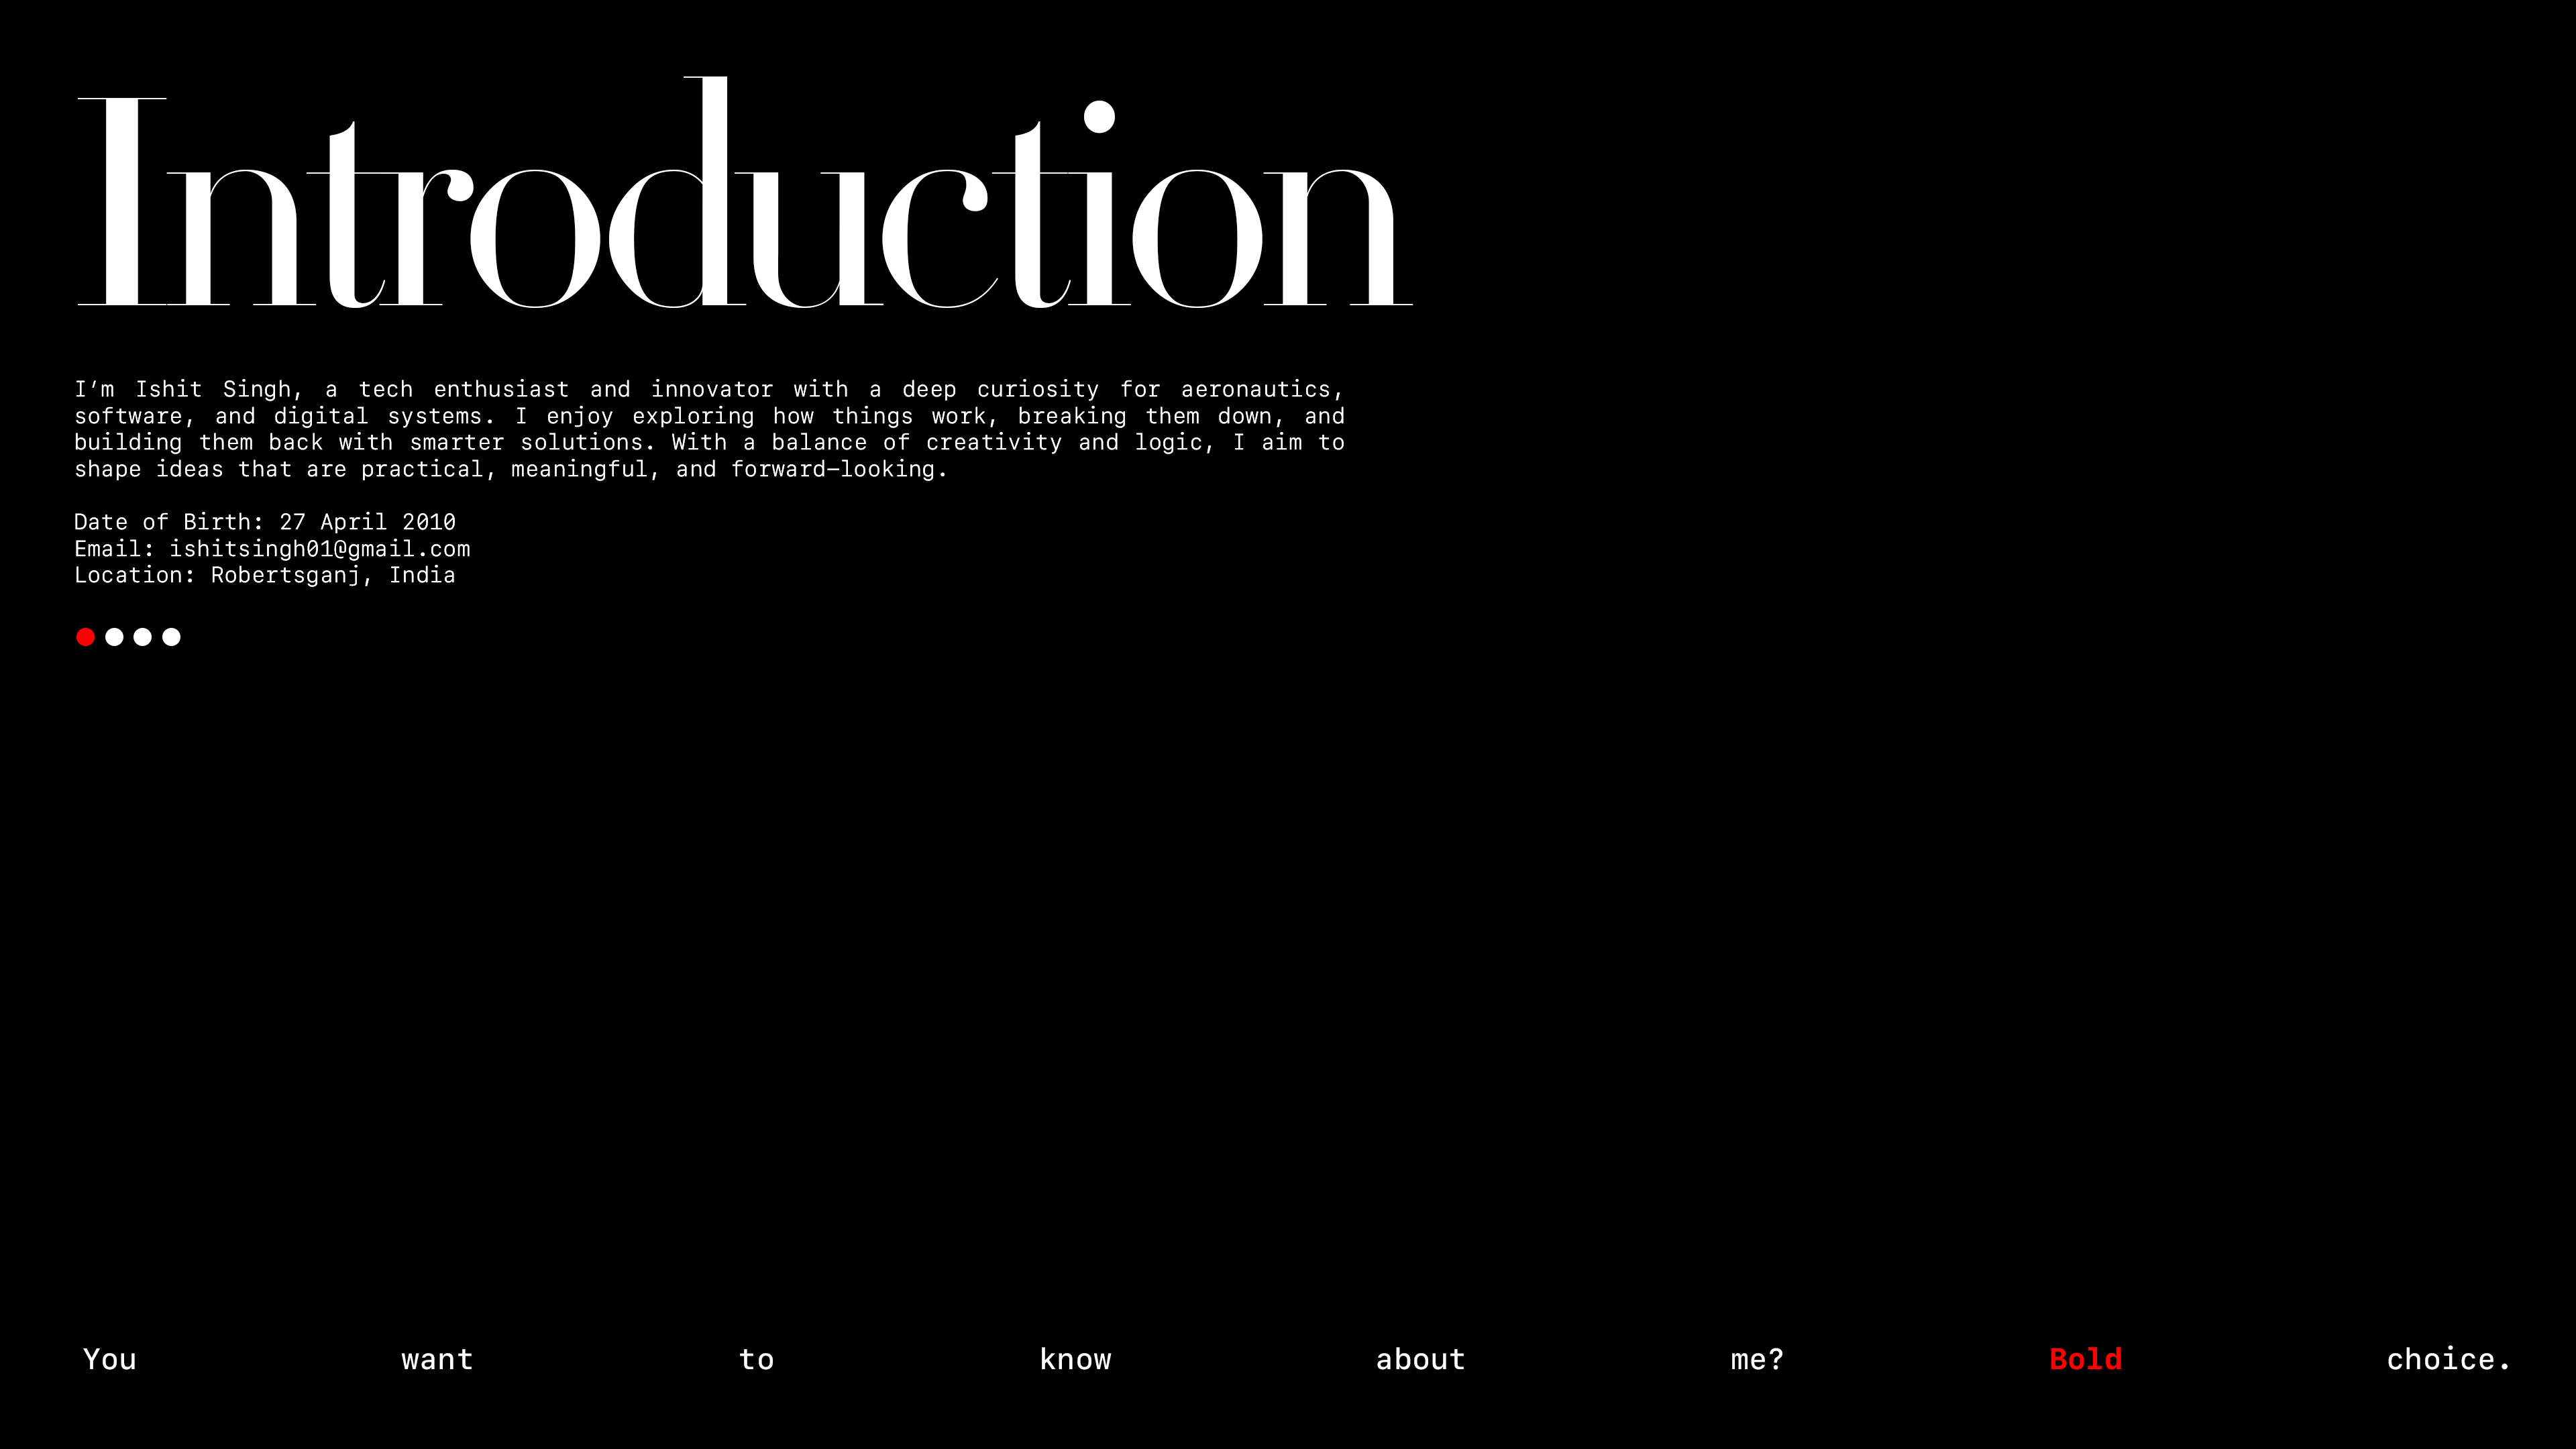 Introduction
I’m Ishit Singh, a tech enthusiast and innovator with a deep curiosity for aeronautics,
software, and digital systems. I enjoy exploring how things work, breaking them down, and
building them back with smarter solutions. With a balance of creativity and logic, I aim to
shape ideas that are practical, meaningful, and forward-looking.
Date of Birth: 27 April 2010
Email: ishitsingh01@gmail.com
Location: Robertsganj, India
You want to know about me? Bold choice.